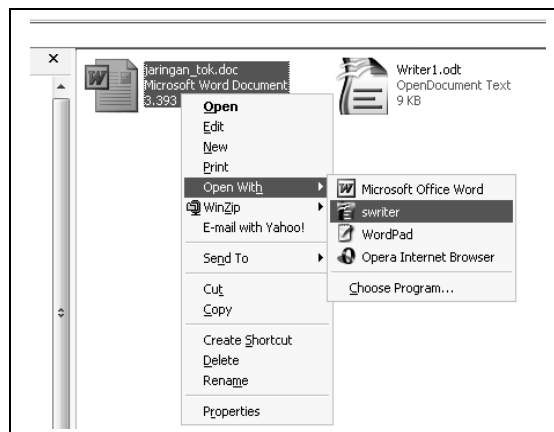 jaringan_tok.doc
Microsoft Word Document
3.393
Writer1.odt
OpenDocument Text
9 KB
Open
Edit
New
Print
Open With
WinZip
E-mail with Yahoo!
Send To
Cut
Copy
Create Shortcut
Delete
Rename
Properties
Microsoft Office Word
swriter
WordPad
Opera Internet Browser
Choose Program...